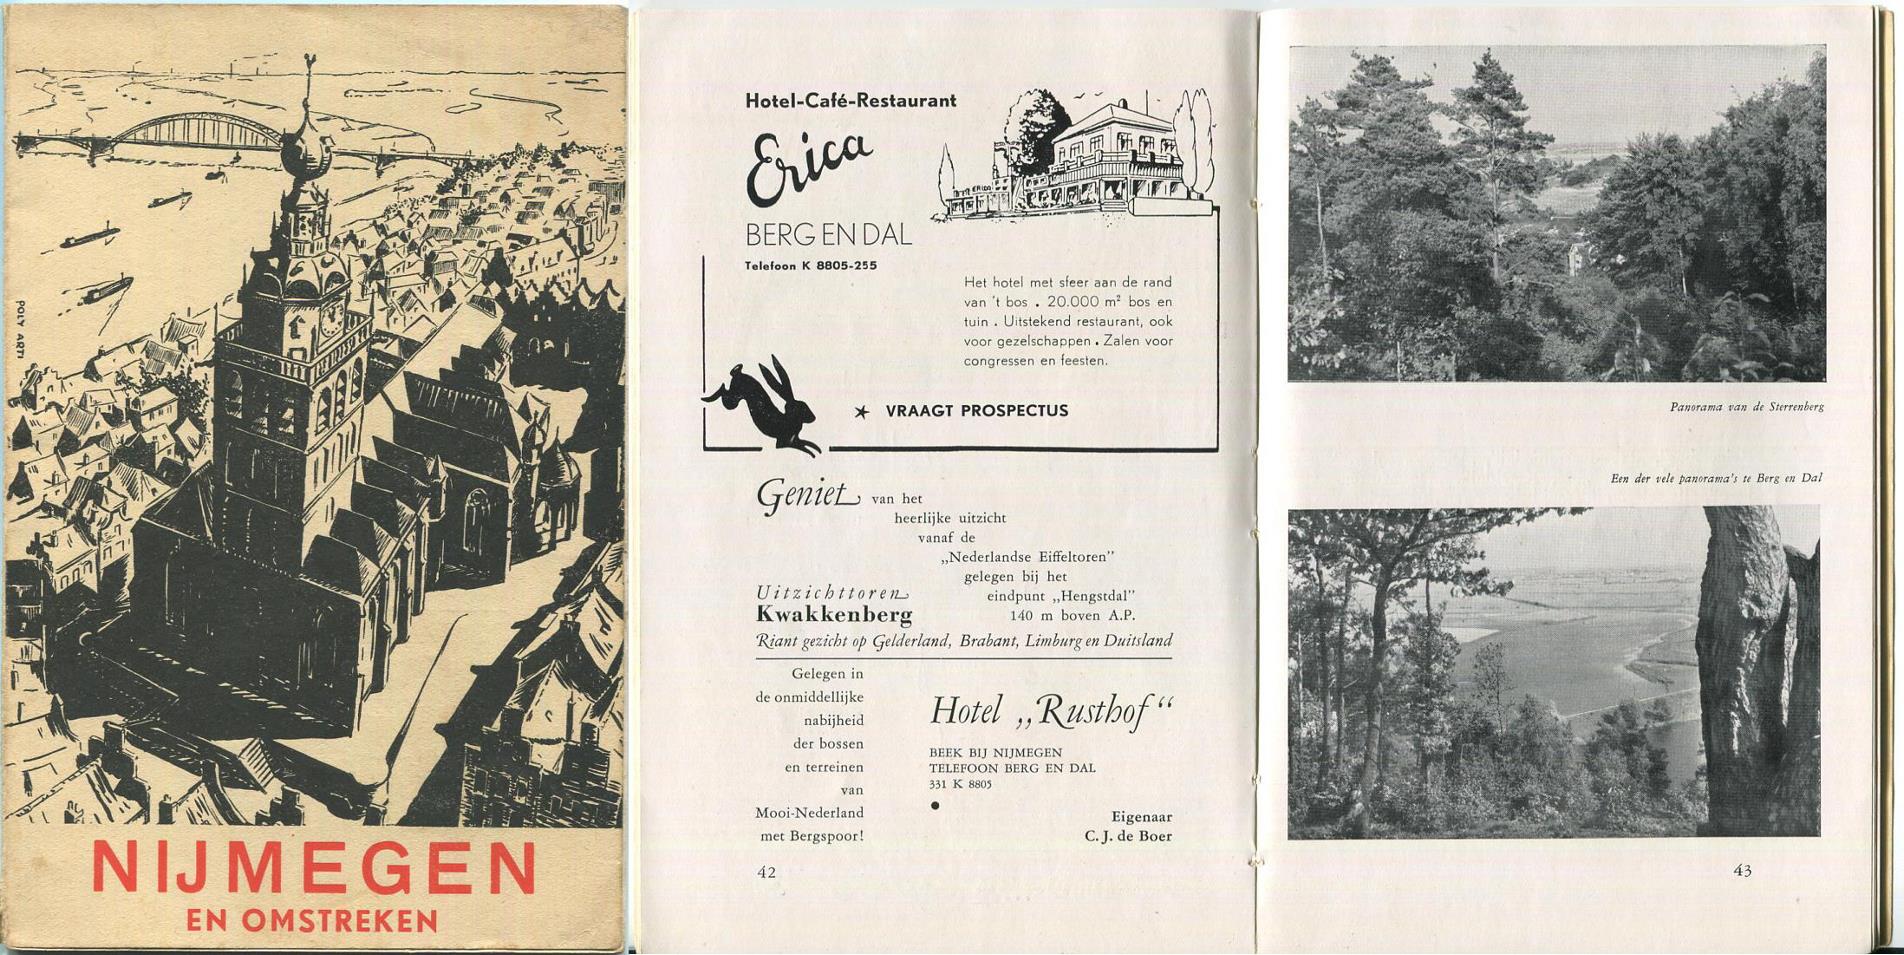 POLY ARTI
NIJMEGEN
EN OMSTREKEN
Hotel-Café-Restaurant
Erica
ERICA
BERG EN DAL
Telefoon K 8805-255
Het hotel met sfeer aan de rand
van 't bos . 20.000 m² bos en
tuin . Uitstekend restaurant, ook
voor gezelschappen . Zalen voor
congressen en feesten.
* VRAAGT PROSPECTUS
Geniet van het
heerlijke uitzicht
vanaf de
„Nederlandse Eiffeltoren”
gelegen bij het
eindpunt „Hengstdal”
140 m boven A.P.
Uitzichttoren
Kwakkenberg
Riant gezicht op Gelderland, Brabant, Limburg en Duitsland
Gelegen in
de onmiddellijke
nabijheid
der bossen
en terreinen
van
Mooi-Nederland
met Bergspoor!
Hotel „Rusthof“
BEEK BIJ NIJMEGEN
TELEFOON BERG EN DAL
331 K 8805
Eigenaar
C. J. de Boer
42
Panorama van de Sterrenberg
Een der vele panorama's te Berg en Dal
43